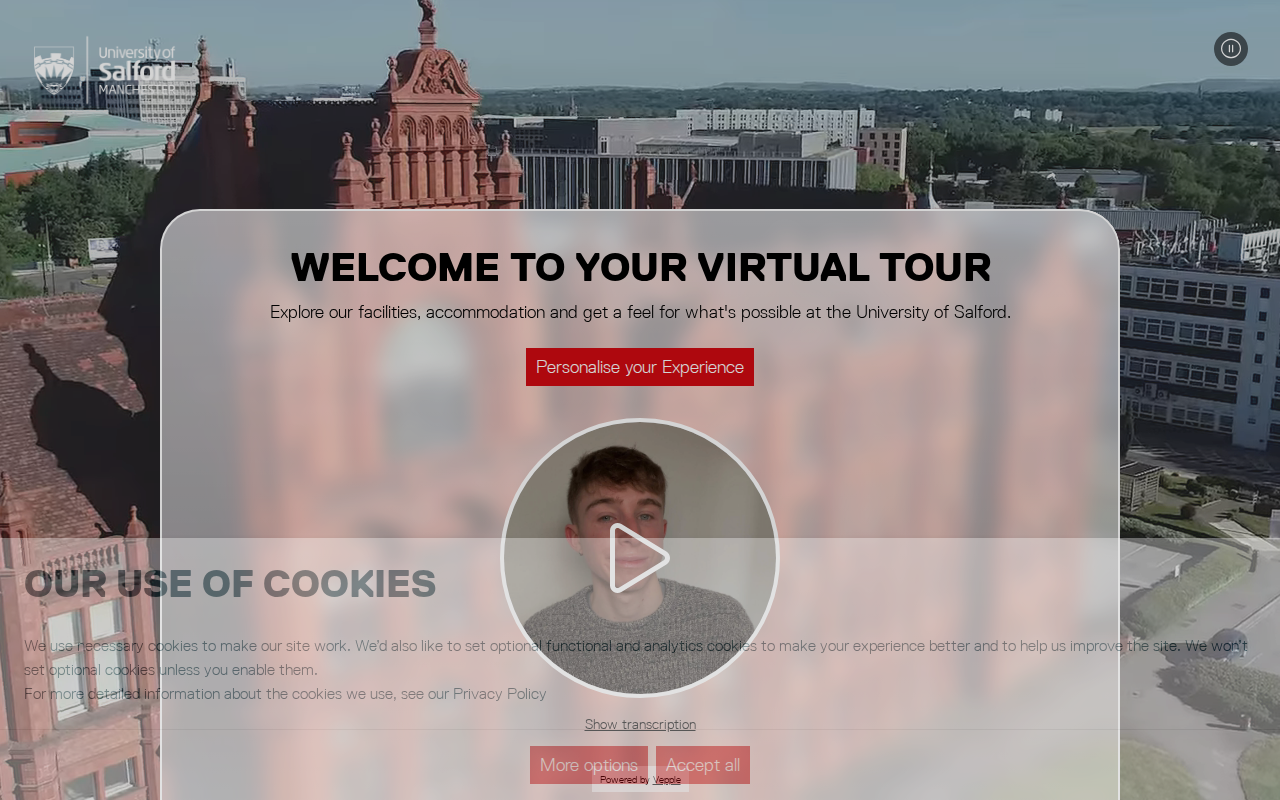 University of
Salford
MANCHESTER
WELCOME TO YOUR VIRTUAL TOUR
Explore our facilities, accommodation and get a feel for what's possible at the University of Salford.
Personalise your Experience
OUR USE OF COOKIES
We use necessary cookies to make our site work. We'd also like to set optional functional and analytics cookies to make your experience better and to help us improve the site. We won't
set optional cookies unless you enable them.
For more detailed information about the cookies we use, see our Privacy Policy
Show transcription
More options Accept all
Powered by Vepple